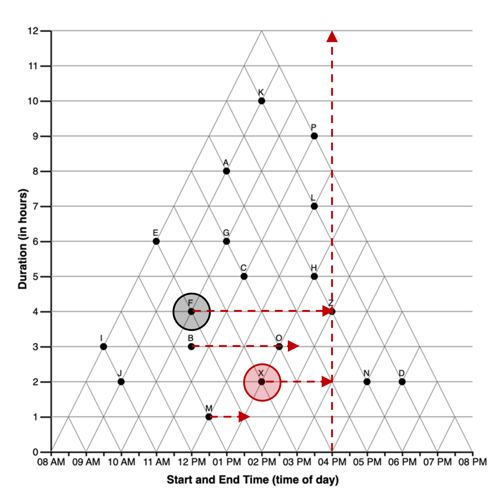 12
11
K
10
P
9
A
8
L
7
E
G
6
C
H
5
F
Z
4
I
B
O
3
J
X
N
D
2
M
1
0
Duration (in hours)
08 AM 09 AM 10 AM 11 AM 12 PM 01 PM 02 PM 03 PM 04 PM 05 PM 06 PM 07 PM 08 PM
Start and End Time (time of day)